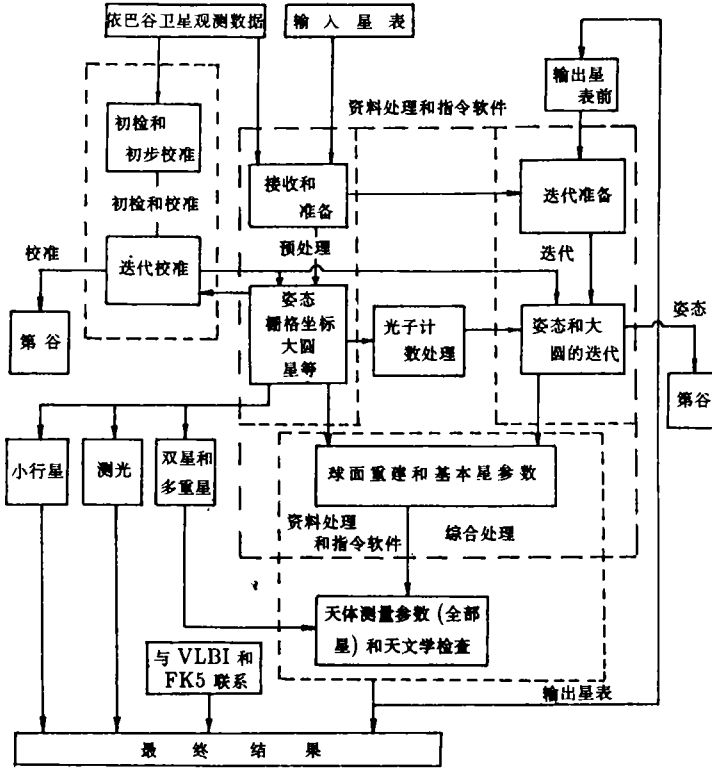 依巴谷卫星观测数据
输入星表
输出星
表前
资料处理和指令软件
初检和
初步校准
接收和
准备
迭代准备
初检和校准
预处理
迭代
校准
迭代校准
姿态
栅格坐标
大圆
星等
光子计
数处理
姿态和大
圆的迭代
姿态
第谷
第谷
小行星
测光
双星和
多重星
球面重建和基本星参数
资料处理
和指令软件
综合处理
天体测量参数(全部
星)和天文学检查
与VLBI和
FK5联系
输出星表
最终结果